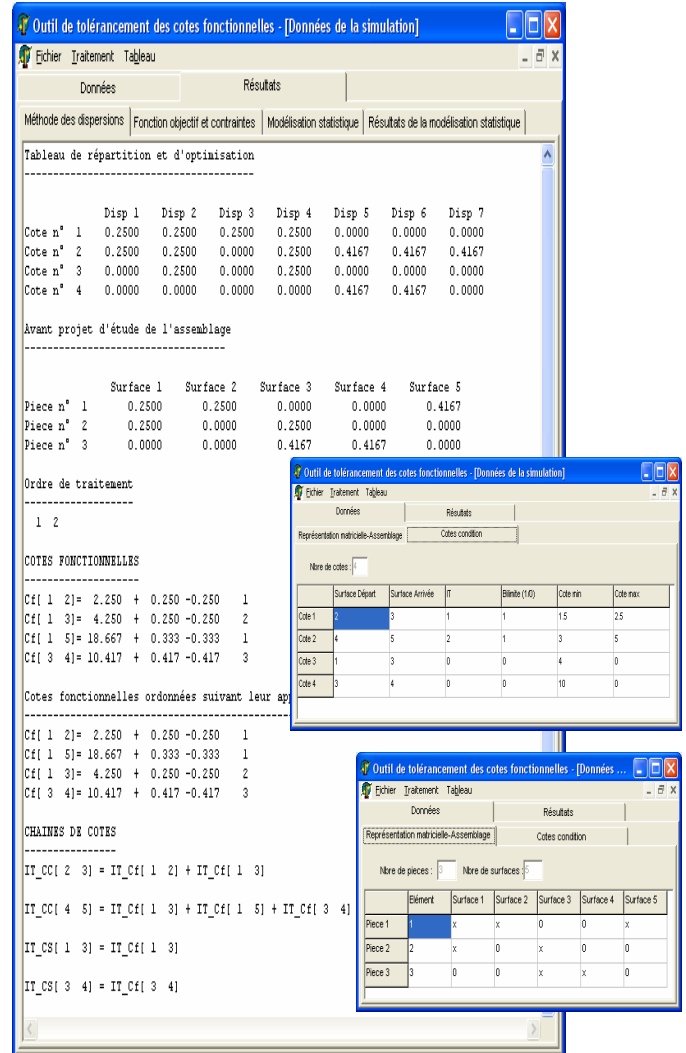 Outil de tolérancement des cotes fonctionnelles - [Données de la simulation]
Fichier Traitement Tableau
Données Résultats
Méthode des dispersions Fonction objectif et contraintes Modélisation statistique Résultats de la modélisation statistique
Tableau de répartition et d'optimisation
----------------------------------------
Disp 1 Disp 2 Disp 3 Disp 4 Disp 5 Disp 6 Disp 7
Cote n° 1 0.2500 0.2500 0.2500 0.2500 0.0000 0.0000 0.0000
Cote n° 2 0.0000 0.2500 0.0000 0.2500 0.4167 0.4167 0.4167
Cote n° 3 0.0000 0.2500 0.0000 0.2500 0.0000 0.0000 0.0000
Cote n° 4 0.0000 0.0000 0.0000 0.0000 0.4167 0.4167 0.0000
Avant projet d'étude de l'assemblage
-----------------------------------
Surface 1 Surface 2 Surface 3 Surface 4 Surface 5
Piece n° 1 0.2500 0.2500 0.0000 0.0000 0.4167
Piece n° 2 0.2500 0.0000 0.2500 0.0000 0.0000
Piece n° 3 0.0000 0.0000 0.4167 0.4167 0.0000
Ordre de traitement
-------------------
1 2
COTES FONCTIONNELLES
--------------------
Cf[ 1 2]= 2.250 + 0.250 -0.250 1
Cf[ 1 3]= 4.250 + 0.250 -0.250 2
Cf[ 1 5]= 18.667 + 0.333 -0.333 1
Cf[ 3 4]= 10.417 + 0.417 -0.417 3
Cotes fonctionnelles ordonnées suivant leur
-----------------------------------------------
Cf[ 1 2]= 2.250 + 0.250 -0.250 1
Cf[ 1 5]= 18.667 + 0.333 -0.333 1
Cf[ 1 3]= 4.250 + 0.250 -0.250 2
Cf[ 3 4]= 10.417 + 0.417 -0.417 3
CHAINES DE COTES
----------------
IT_CC[ 2 3] = IT_Cf[ 1 2] + IT_Cf[ 1 3]
IT_CC[ 4 5] = IT_Cf[ 1 3] + IT_Cf[ 1 5] + IT_Cf[ 3 4]
IT_CS[ 1 3] = IT_Cf[ 1 3]
IT_CS[ 3 4] = IT_Cf[ 3 4]
Outil de tolérancement des cotes fonctionnelles - [Données de la simulation]
Fichier Traitement Tableau
Données Résultats
Représentation matricielle-Assemblage Cotes condition
Nbre de cotes : 4
Surface Départ Surface Arrivée IT Bilimite (1/0) Cote min Cote max
Cote 1 2 3 1 1 1.5 2.5
Cote 2 4 5 2 1 3 5
Cote 3 1 3 0 0 4 0
Cote 4 3 4 0 0 10 0
Outil de tolérancement des cotes fonctionnelles - [Données ...
Fichier Traitement Tableau
Données Résultats
Représentation matricielle-Assemblage Cotes condition
Nbre de pieces : 3 Nbre de surfaces : 5
Elément Surface 1 Surface 2 Surface 3 Surface 4 Surface 5
Piece 1 1 x x 0 0 x
Piece 2 2 x 0 x 0 0
Piece 3 3 0 0 x x 0